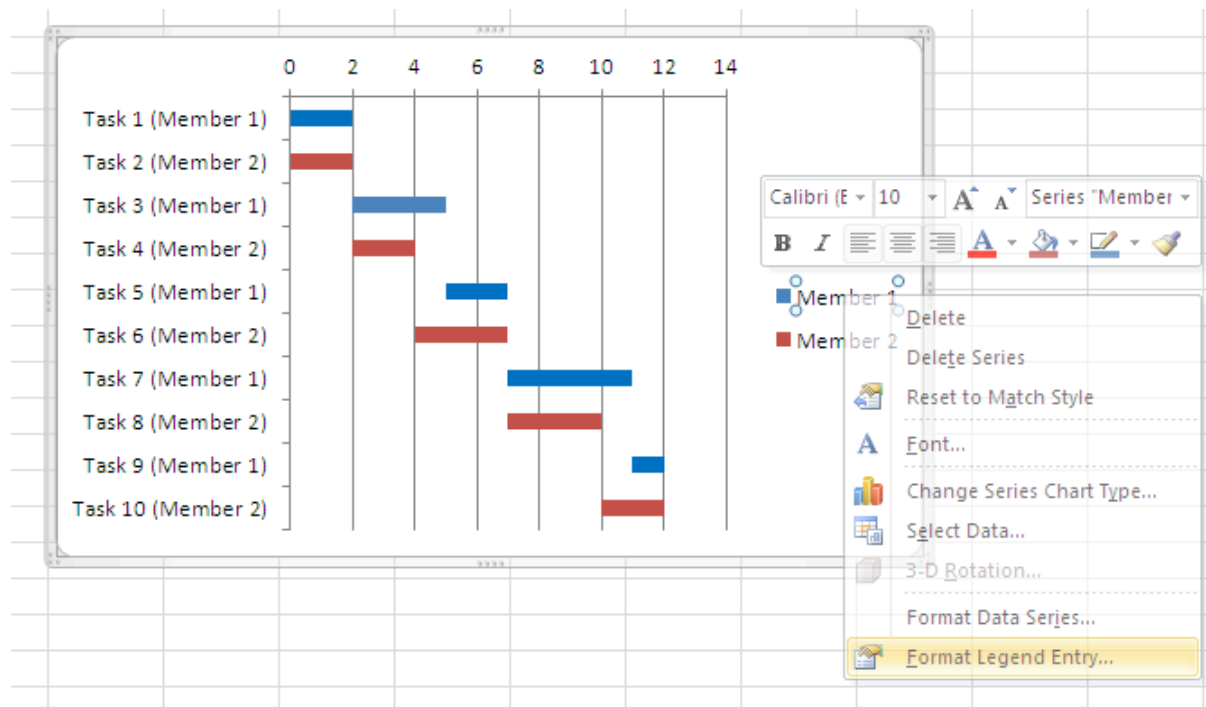 0 2 4 6 8 10 12 14
Task 1 (Member 1)
Task 2 (Member 2)
Task 3 (Member 1)
Task 4 (Member 2)
Task 5 (Member 1)
Task 6 (Member 2)
Task 7 (Member 1)
Task 8 (Member 2)
Task 9 (Member 1)
Task 10 (Member 2)
Calibri (E 10 A A Series "Member
B I A
Member 1
Member 2
Delete
Delete Series
Reset to Match Style
A Font...
Change Series Chart Type...
Select Data...
3-D Rotation...
Format Data Series...
Format Legend Entry...